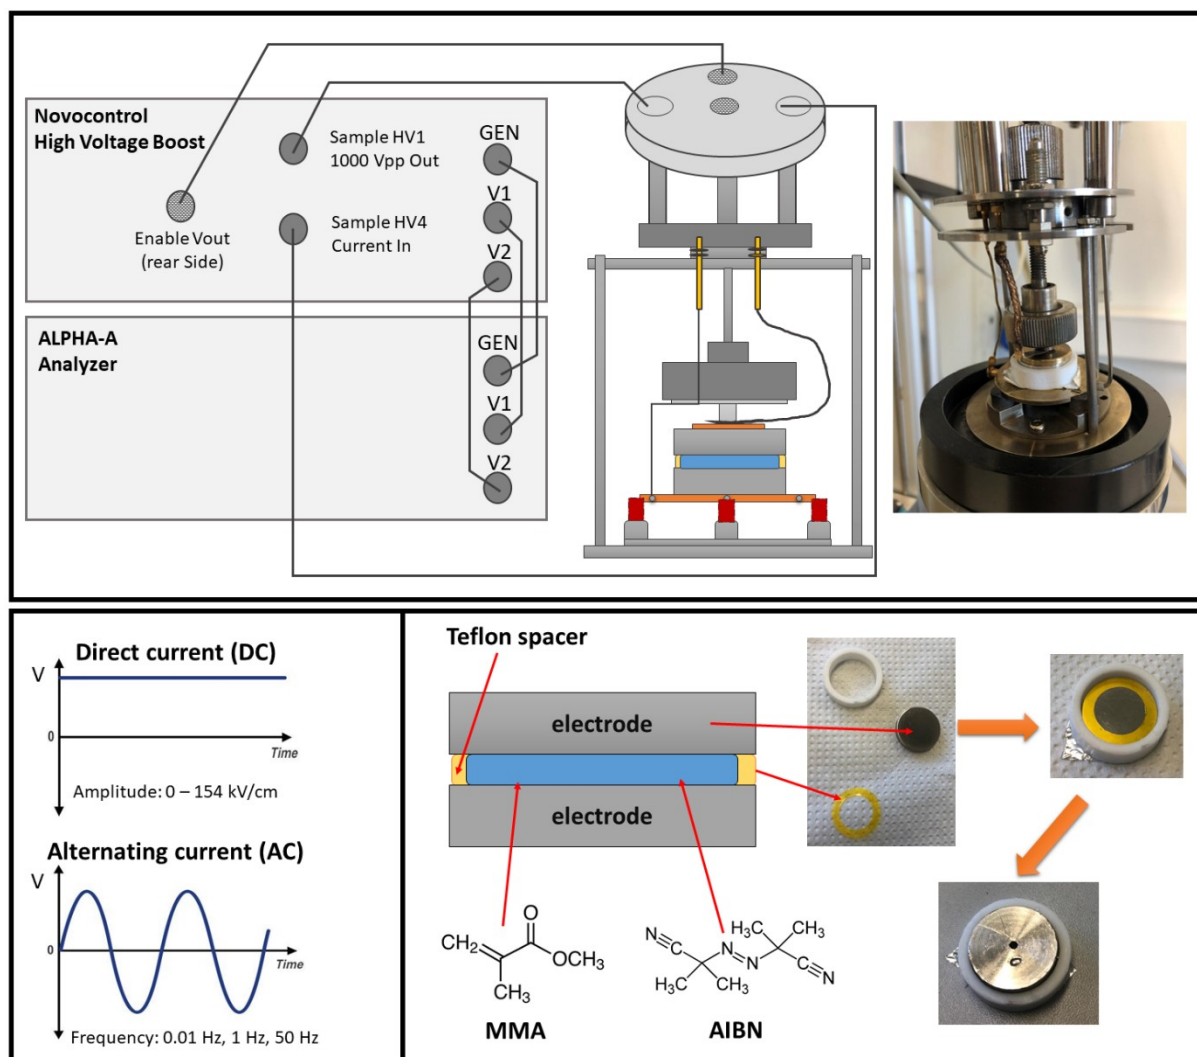 Novocontrol
High Voltage Boost
Sample HV1
1000 Vpp Out
GEN
V1
Enable Vout
(rear Side)
Sample HV4
Current In
V2
ALPHA-A
Analyzer
GEN
V1
V2
Direct current (DC)
V
0
Time
Amplitude: 0 – 154 kV/cm
Alternating current (AC)
V
0
Time
Frequency: 0.01 Hz, 1 Hz, 50 Hz
Teflon spacer
electrode
electrode
CH₂
O
OCH₃
CH₃
MMA
N
H₃C
CH₃
N
N
CH₃
CH₃
N
AIBN